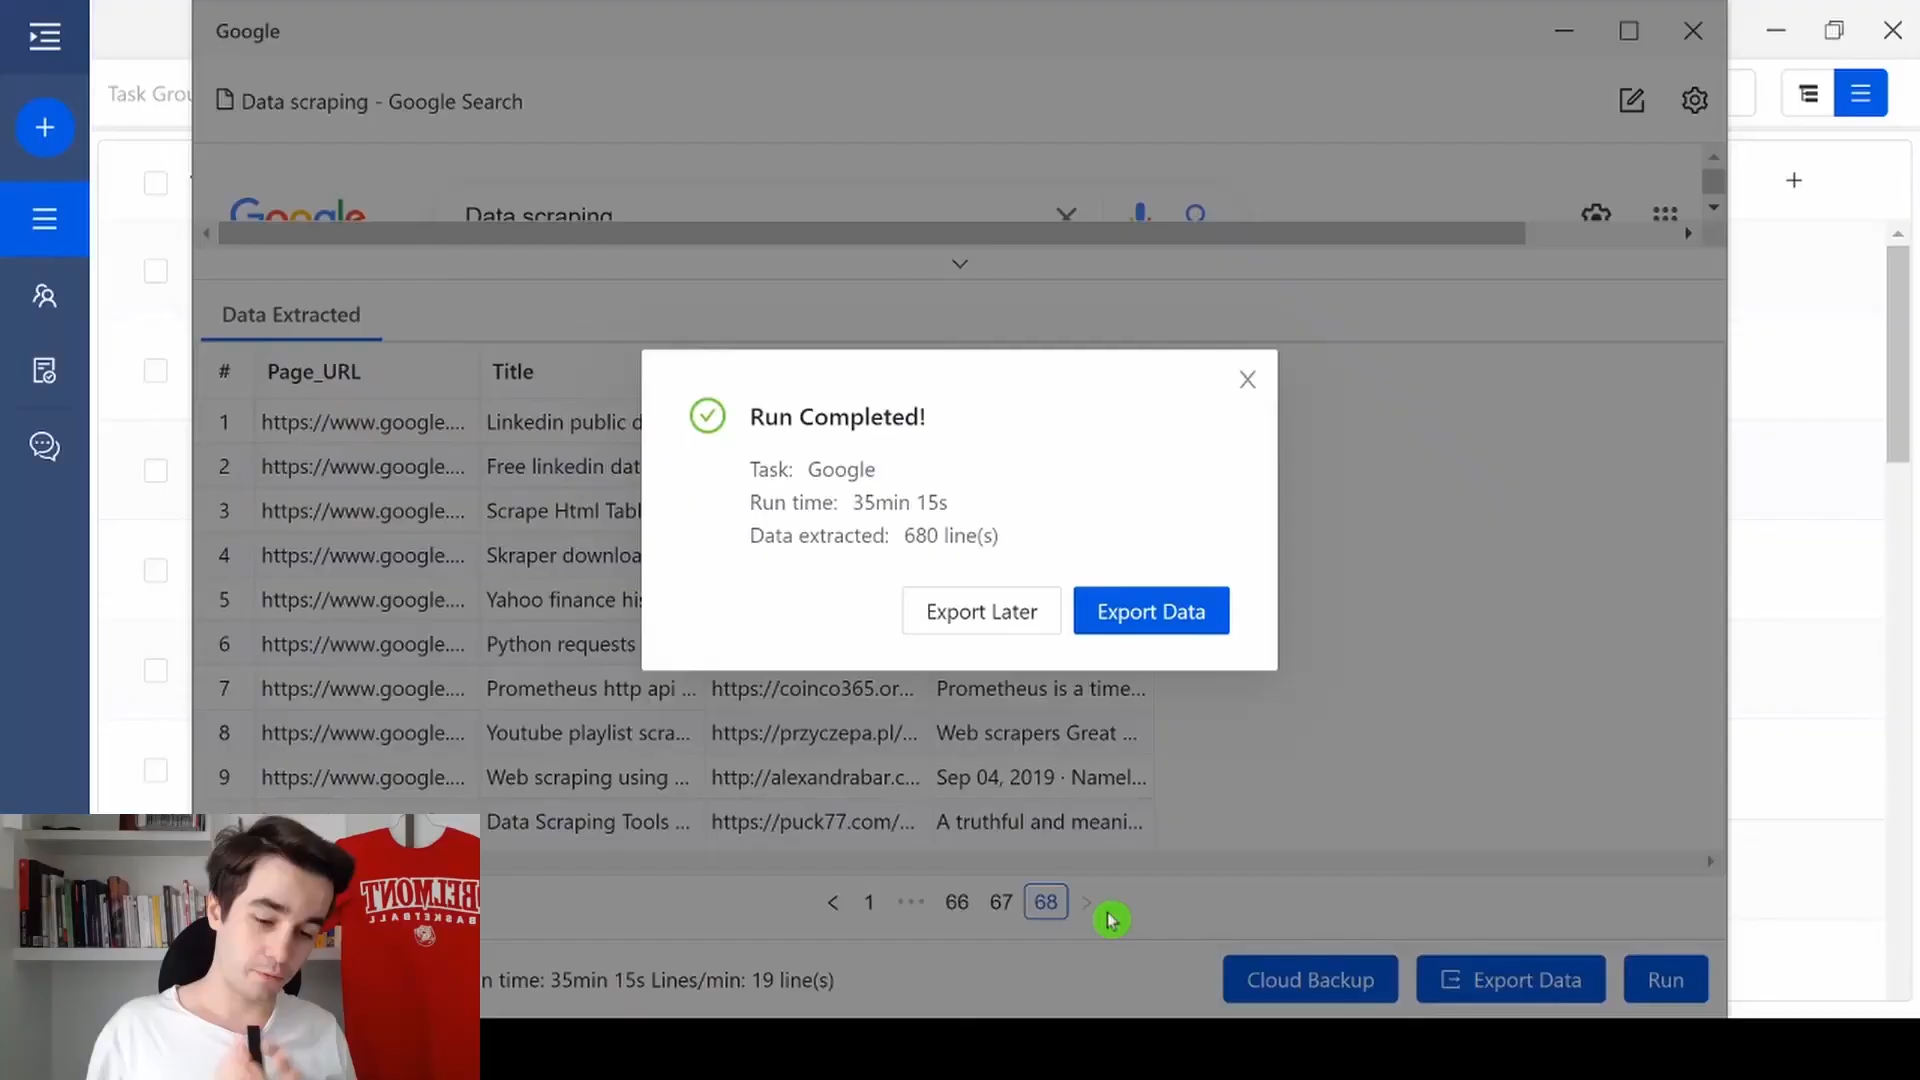 Google
Data scraping - Google Search
Task Grou
Google
Data scraping
Data Extracted
# Page_URL Title
1 https://www.google.... Linkedin public d
2 https://www.google.... Free linkedin dat
3 https://www.google.... Scrape Html Tabl
4 https://www.google.... Skraper downloa
5 https://www.google.... Yahoo finance his
6 https://www.google.... Python requests
7 https://www.google.... Prometheus http api ... https://coinco365.or... Prometheus is a time...
8 https://www.google.... Youtube playlist scra... https://przyczepa.pl/... Web scrapers Great ...
9 https://www.google.... Web scraping using ... http://alexandrabar.c... Sep 04, 2019 · Namel...
Data Scraping Tools ... https://puck77.com/... A truthful and meani...
Run Completed!
Task: Google
Run time: 35min 15s
Data extracted: 680 line(s)
Export Later Export Data
< 1 ··· 66 67 68 >
n time: 35min 15s Lines/min: 19 line(s)
Cloud Backup Export Data Run
BELMONT
BASKETBALL